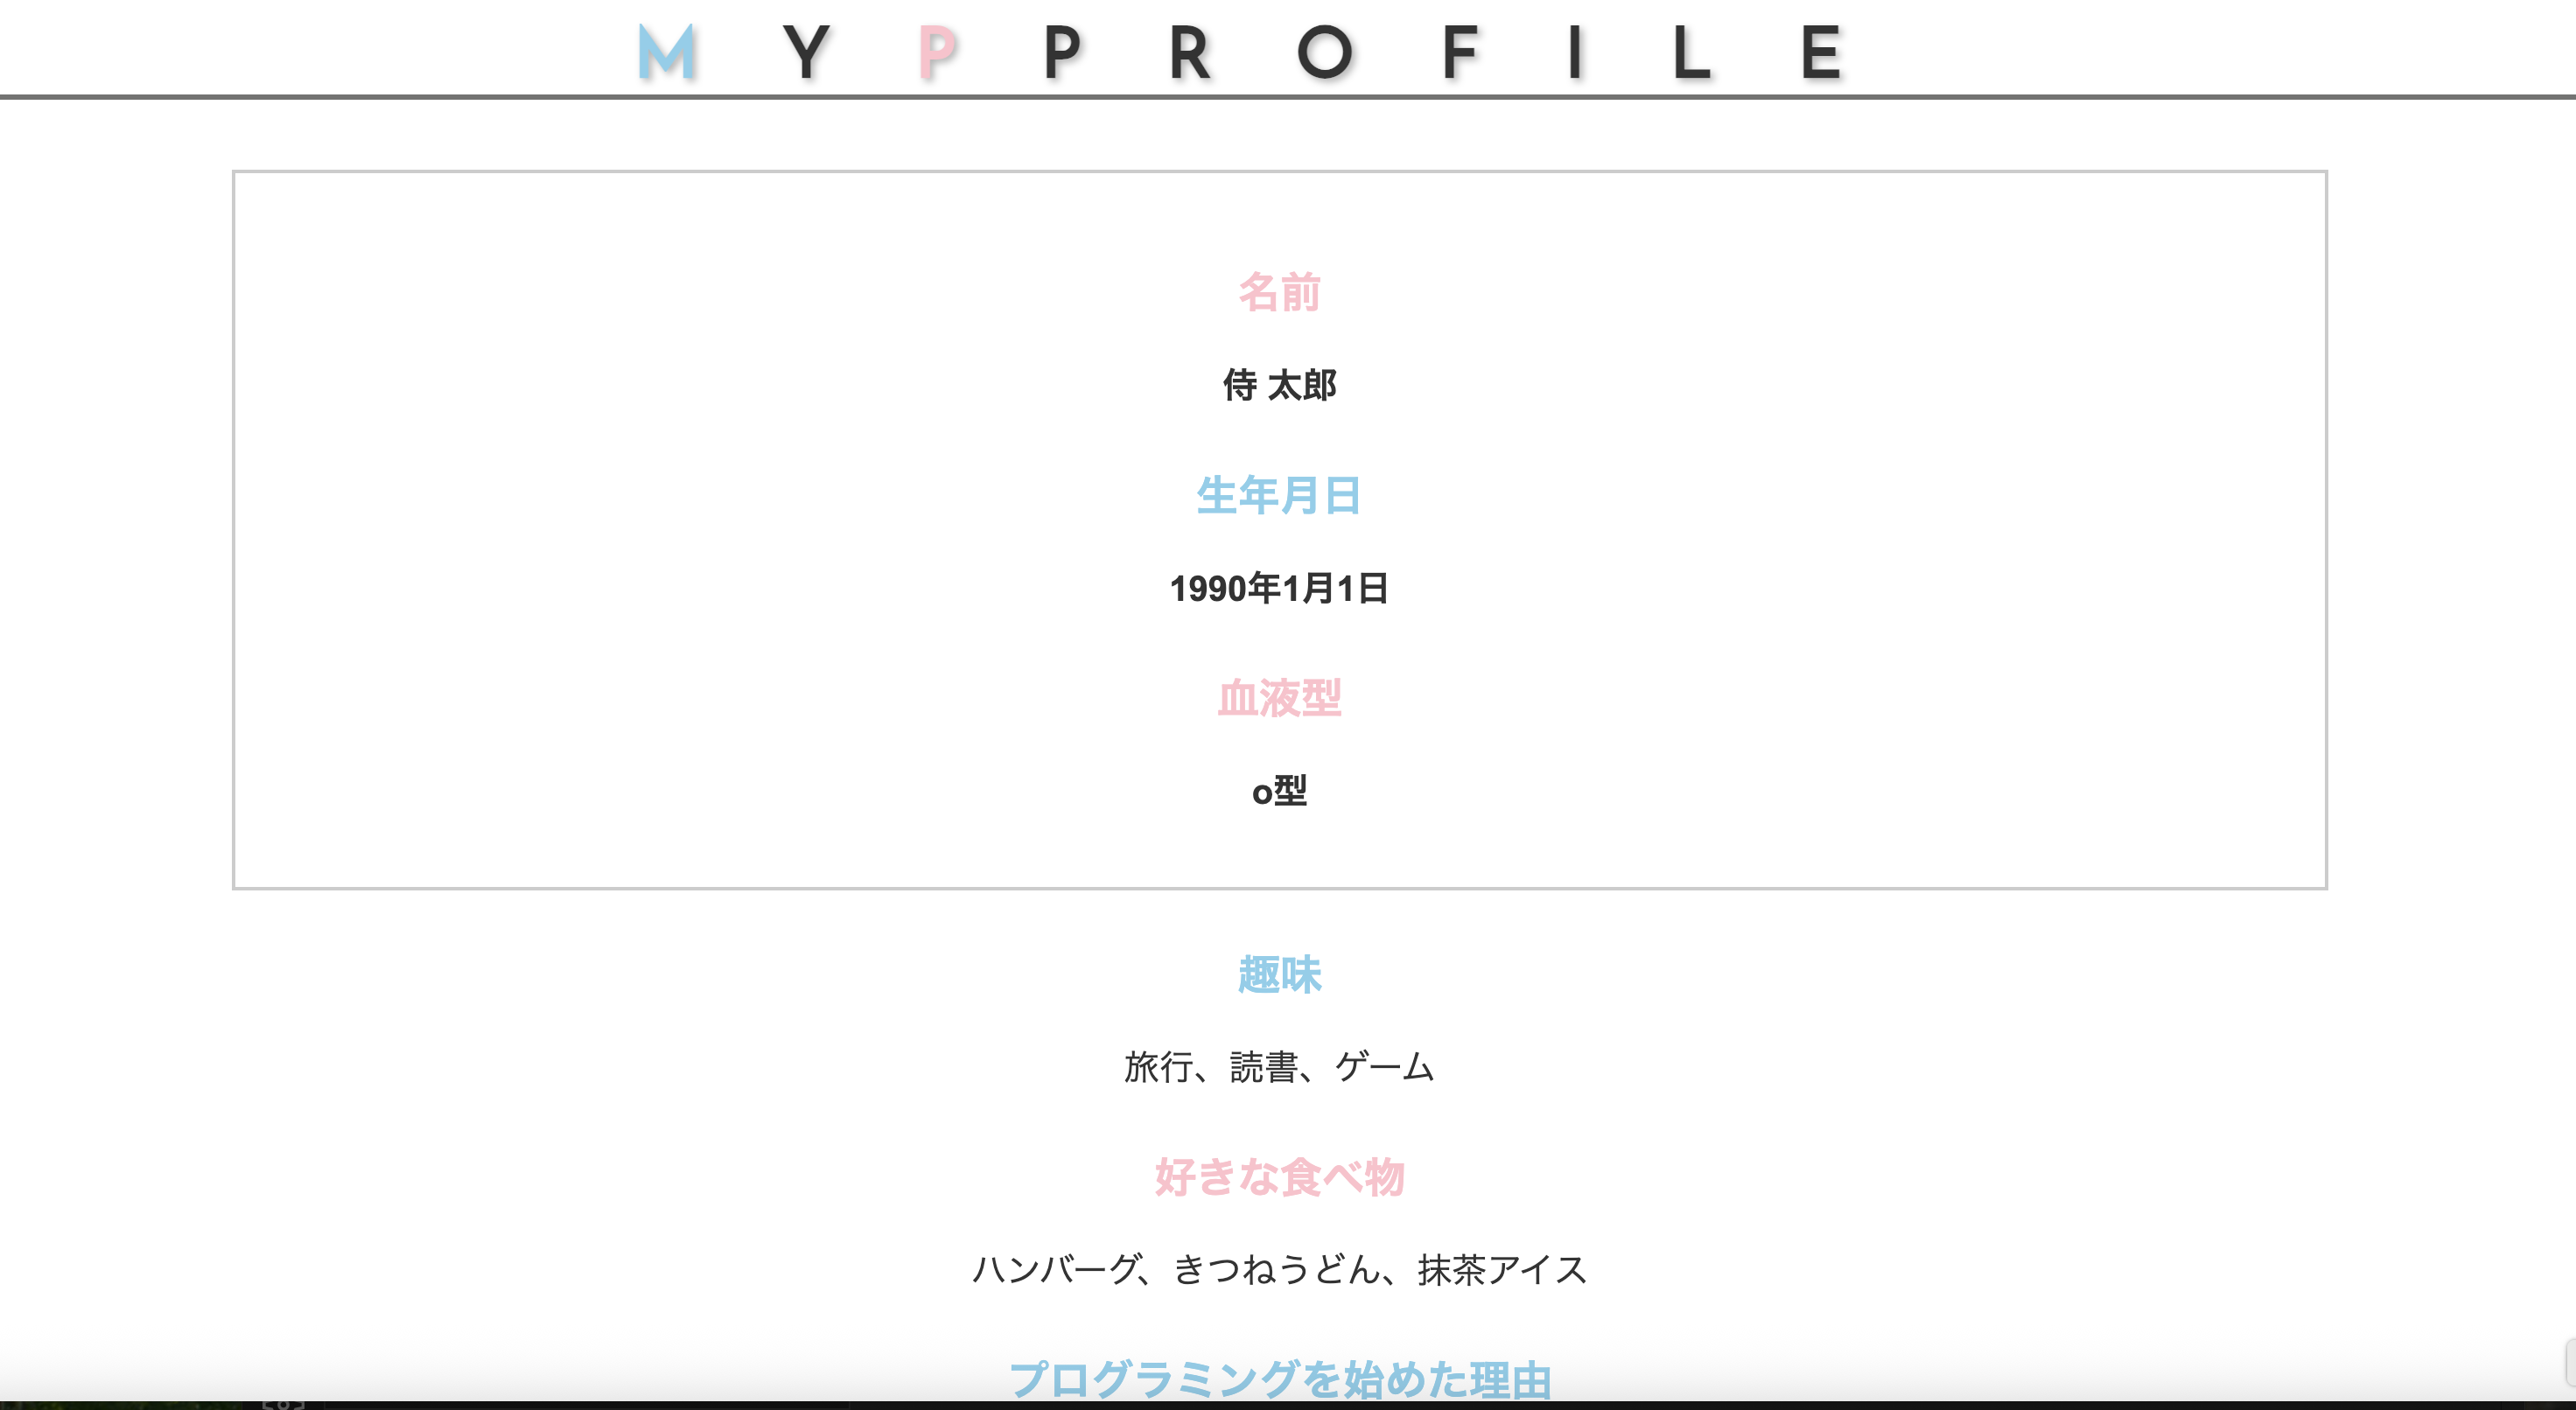 MYPPROFILE
名前
侍 太郎
生年月日
1990年1月1日
血液型
o型
趣味
旅行、読書、ゲーム
好きな食べ物
ハンバーグ、きつねうどん、抹茶アイス
プログラミングを始めた理由